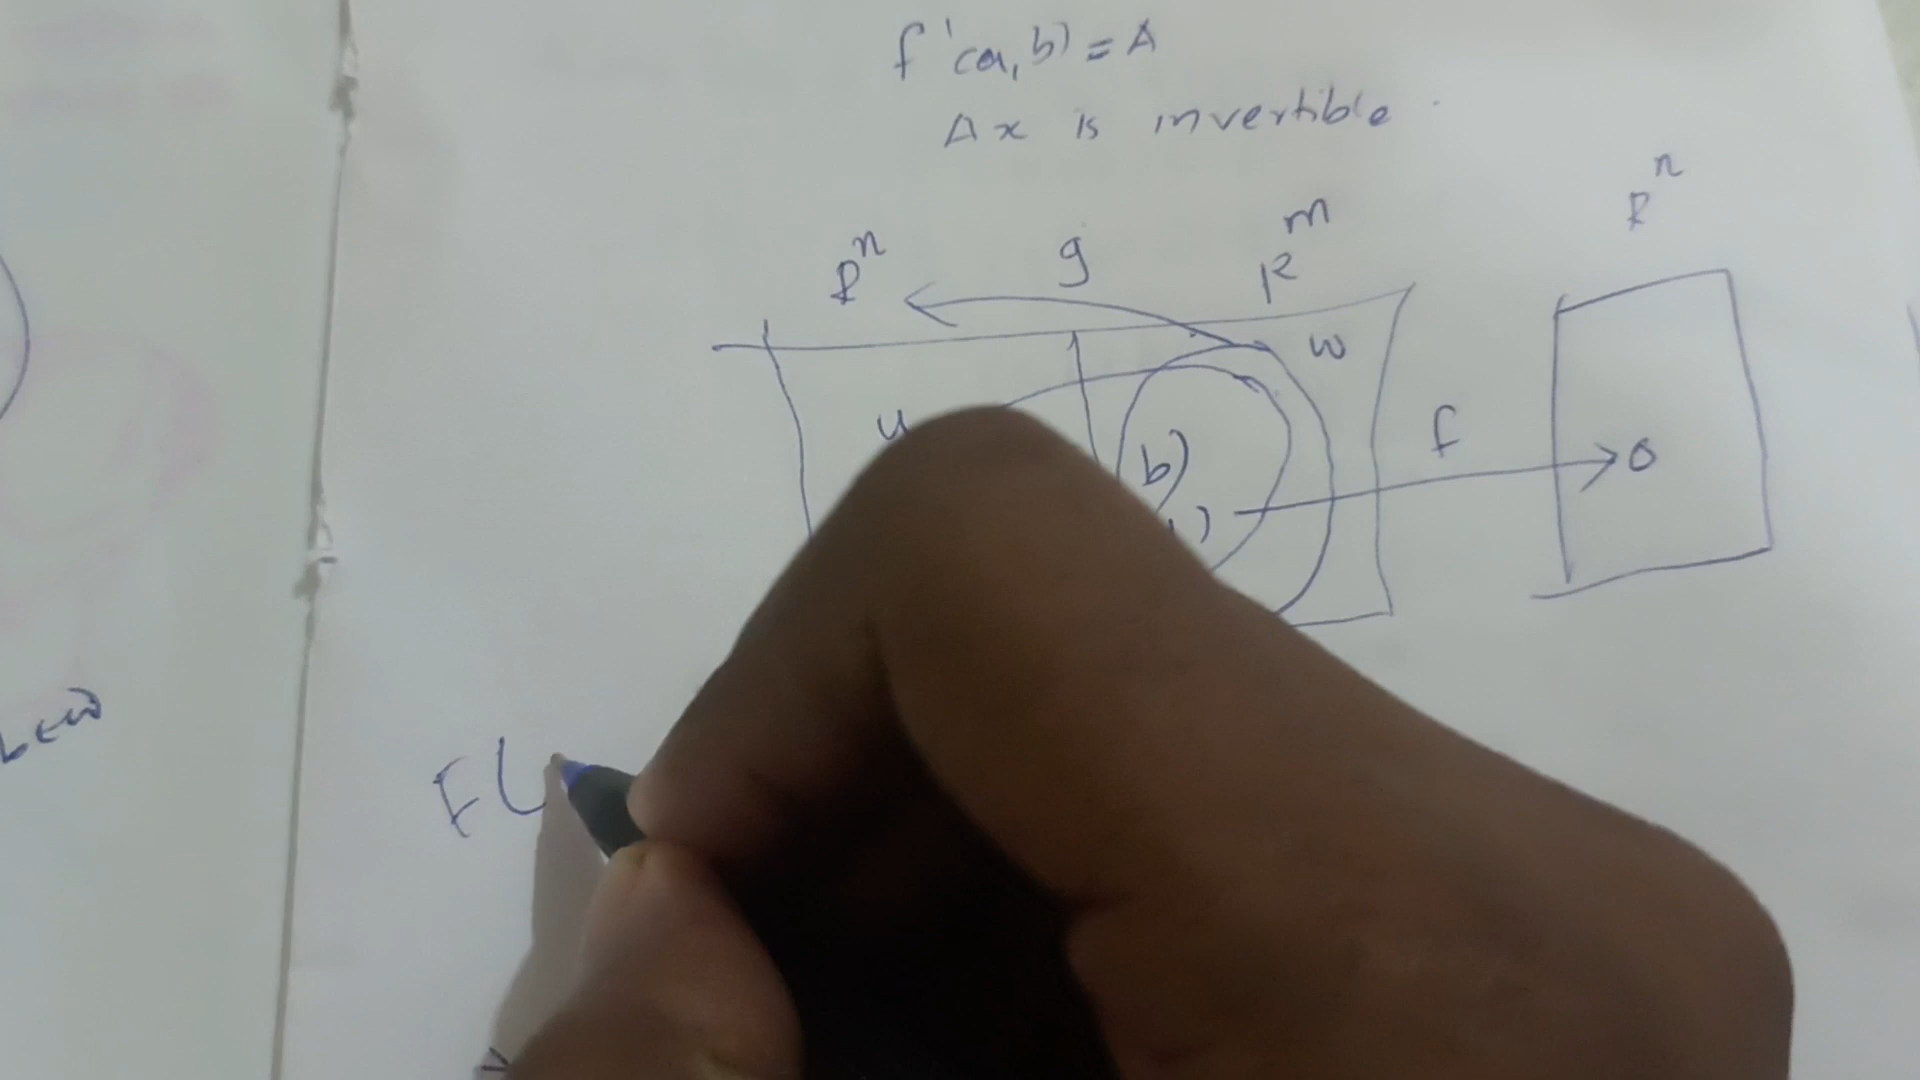 f'(a, b) = A
Ax is invertible.
R^n g R^m R^n
u w
b) f 0
)
E(